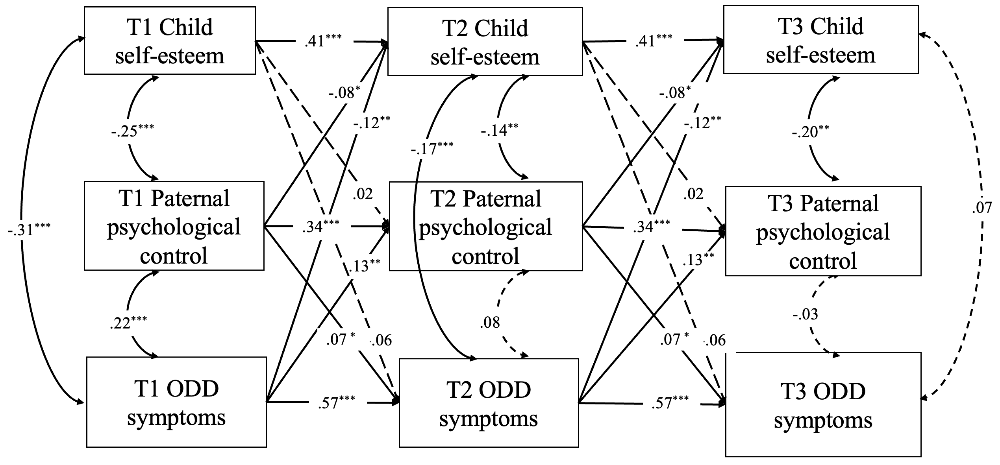 T1 Child
self-esteem
T2 Child
self-esteem
T3 Child
self-esteem
.41***
.41***
-.08*
-.08*
-.12**
-.12**
-.25***
-.14**
-.20**
-.17***
.02
.02
T1 Paternal
psychological
control
T2 Paternal
psychological
control
T3 Paternal
psychological
control
-.31***
.34***
.34***
.07
.13**
.13**
.22***
.08
-.03
.07 *
.06
.07 *
.06
T1 ODD
symptoms
T2 ODD
symptoms
T3 ODD
symptoms
.57***
.57***